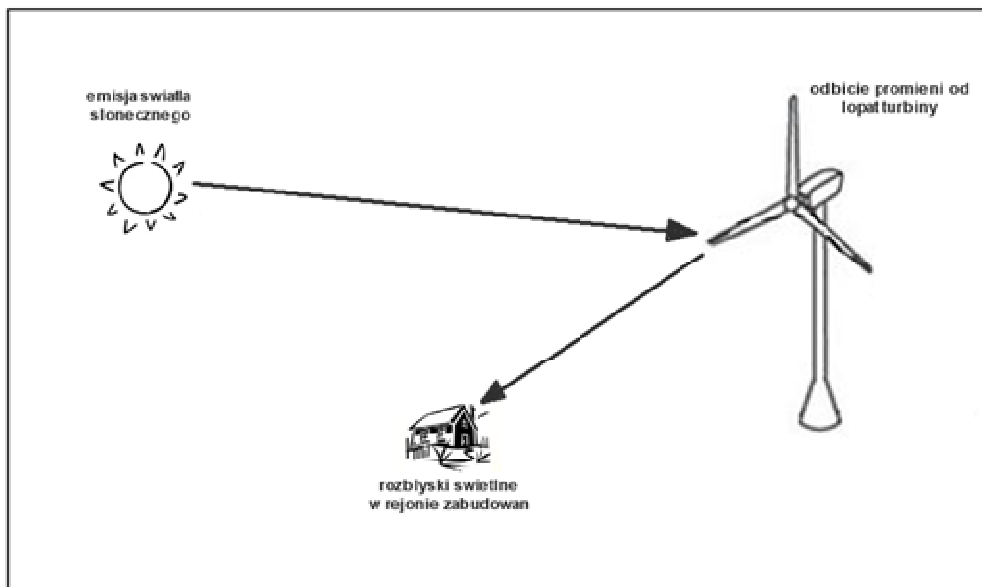 emisja swiatla
slonecznego
odbicie promieni od
lopat turbiny
rozblyski swietlne
w rejonie zabudowan